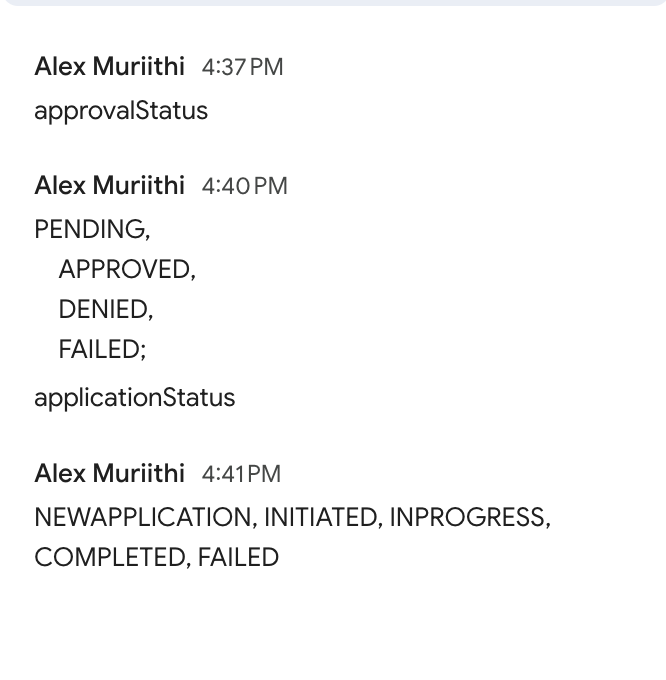 Alex Muriithi 4:37 PM
approvalStatus
Alex Muriithi 4:40 PM
PENDING,
APPROVED,
DENIED,
FAILED;
applicationStatus
Alex Muriithi 4:41 PM
NEWAPPLICATION, INITIATED, INPROGRESS,
COMPLETED, FAILED